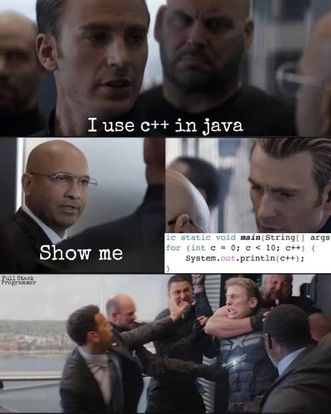 I use c++ in java
Show me
ic static void main(String[] args
for (int c = 0; c < 10; c++)
System.out.println(c++);
}
Full Stack
Programmer